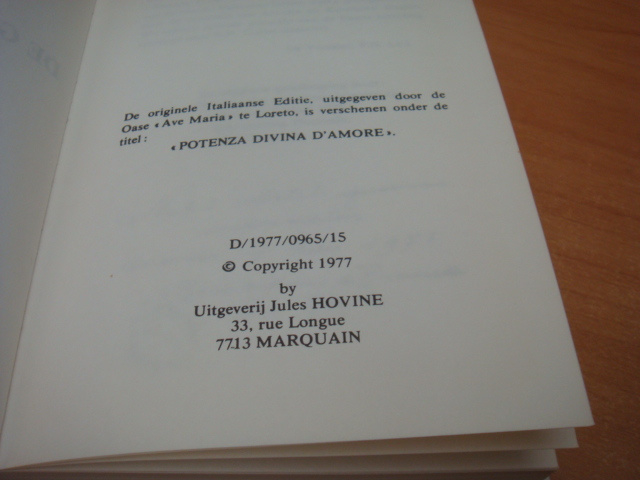 De originele Italiaanse Editie, uitgegeven door de
Oase « Ave Maria » te Loreto, is verschenen onder de
titel :
« POTENZA DIVINA D'AMORE ».
D/1977/0965/15
© Copyright 1977
by
Uitgeverij Jules HOVINE
33, rue Longue
7713 MARQUAIN